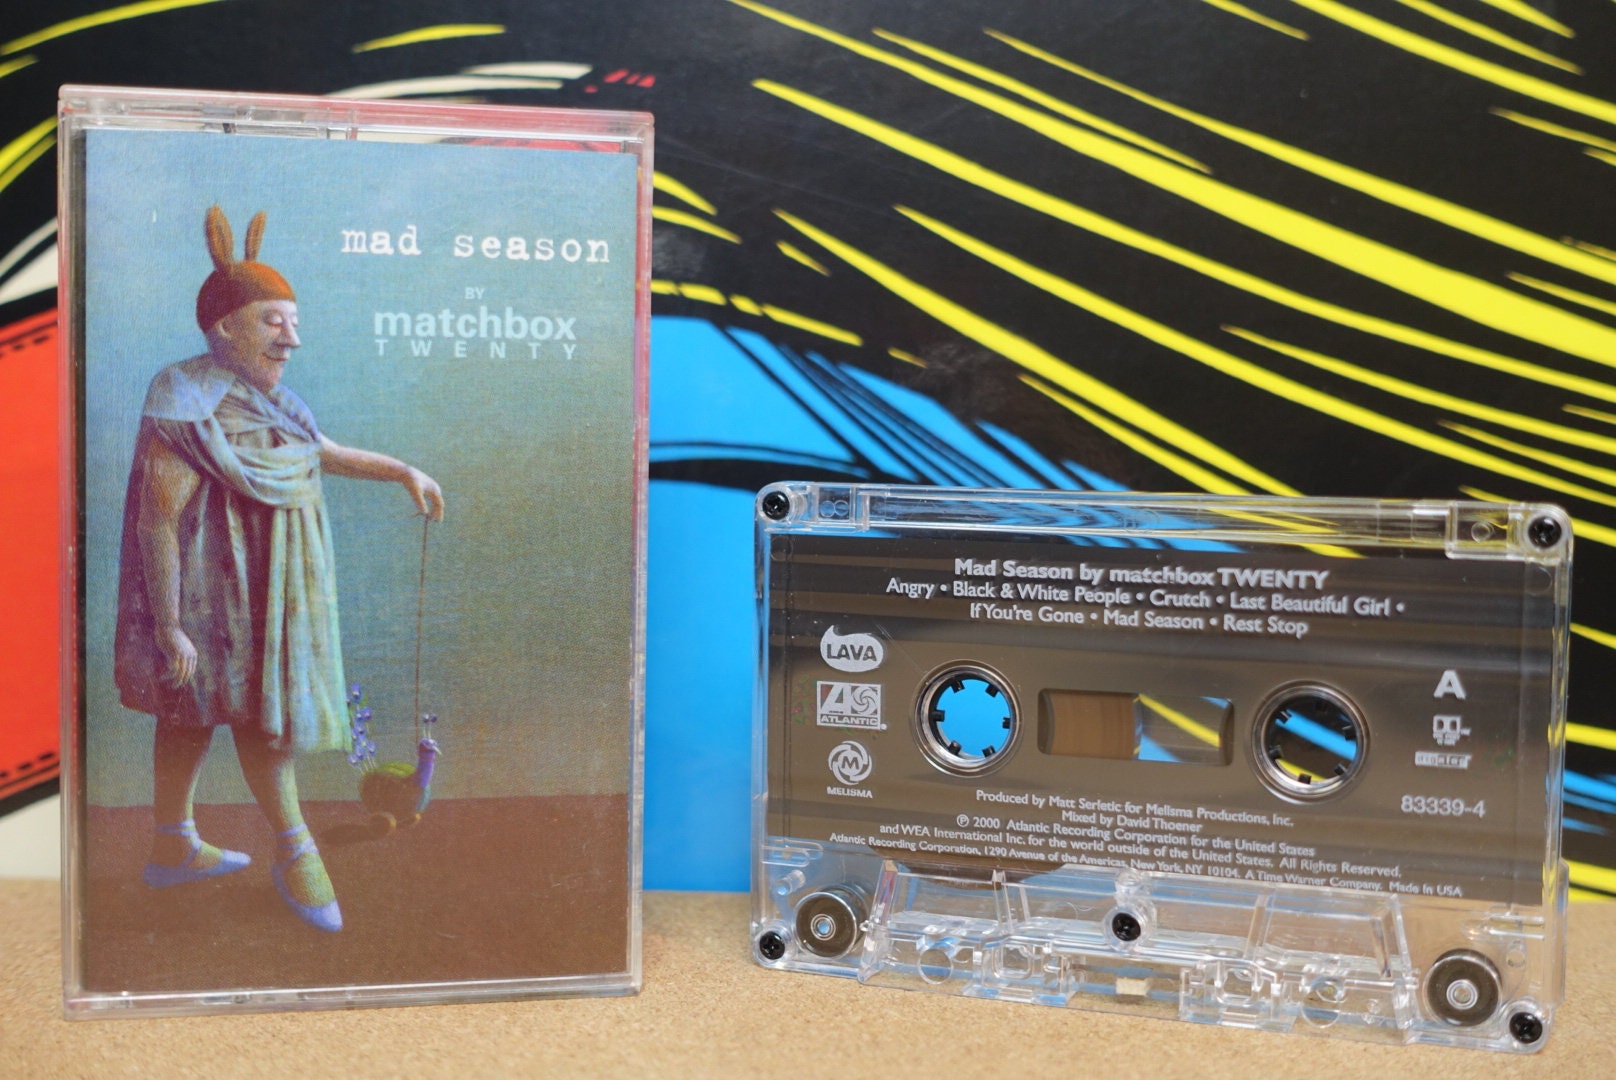 mad season
BY
matchbox
TWENTY
Mad Season by matchbox TWENTY
Angry • Black & White People • Crutch • Last Beautiful Girl •
If You're Gone • Mad Season • Rest Stop
LAVA
A
ATLANTIC
M
MELISMA
83339-4
Produced by Matt Serletic for Melisma Productions, Inc.
Mixed by David Thoener
℗ 2000 Atlantic Recording Corporation for the United States
and WEA International Inc. for the world outside of the United States. All Rights Reserved.
Atlantic Recording Corporation, 1290 Avenue of the Americas, New York, NY 10104. A Time Warner Company. Made in USA